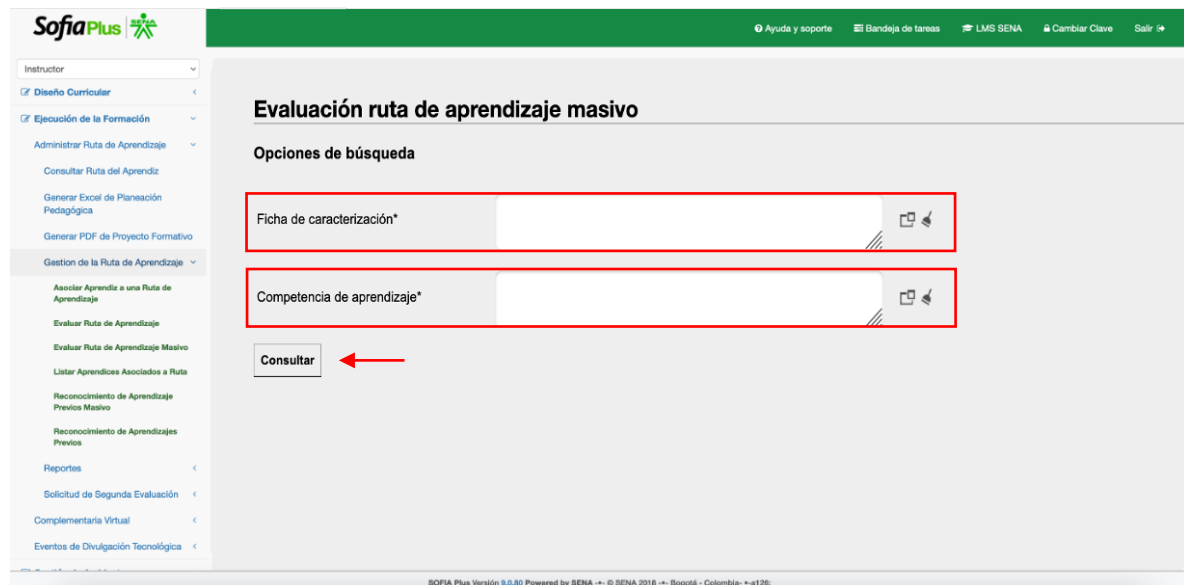 SofiaPlus SENA
Ayuda y soporte Bandeja de tareas LMS SENA Cambiar Clave Salir
Instructor
Diseño Curricular
Ejecución de la Formación
Administrar Ruta de Aprendizaje
Consultar Ruta del Aprendiz
Generar Excel de Planeación
Pedagógica
Generar PDF de Proyecto Formativo
Gestion de la Ruta de Aprendizaje
Asociar Aprendiz a una Ruta de
Aprendizaje
Evaluar Ruta de Aprendizaje
Evaluar Ruta de Aprendizaje Masivo
Listar Aprendices Asociados a Ruta
Reconocimiento de Aprendizaje
Previos Masivo
Reconocimiento de Aprendizajes
Previos
Reportes
Solicitud de Segunda Evaluación
Complementaria Virtual
Eventos de Divulgación Tecnológica
Evaluación ruta de aprendizaje masivo
Opciones de búsqueda
Ficha de caracterización*
Competencia de aprendizaje*
Consultar
SOFIA Plus Versión 9.0.80 Powered by SENA -•- © SENA 2018 -•- Bogotá - Colombia- •-a126: